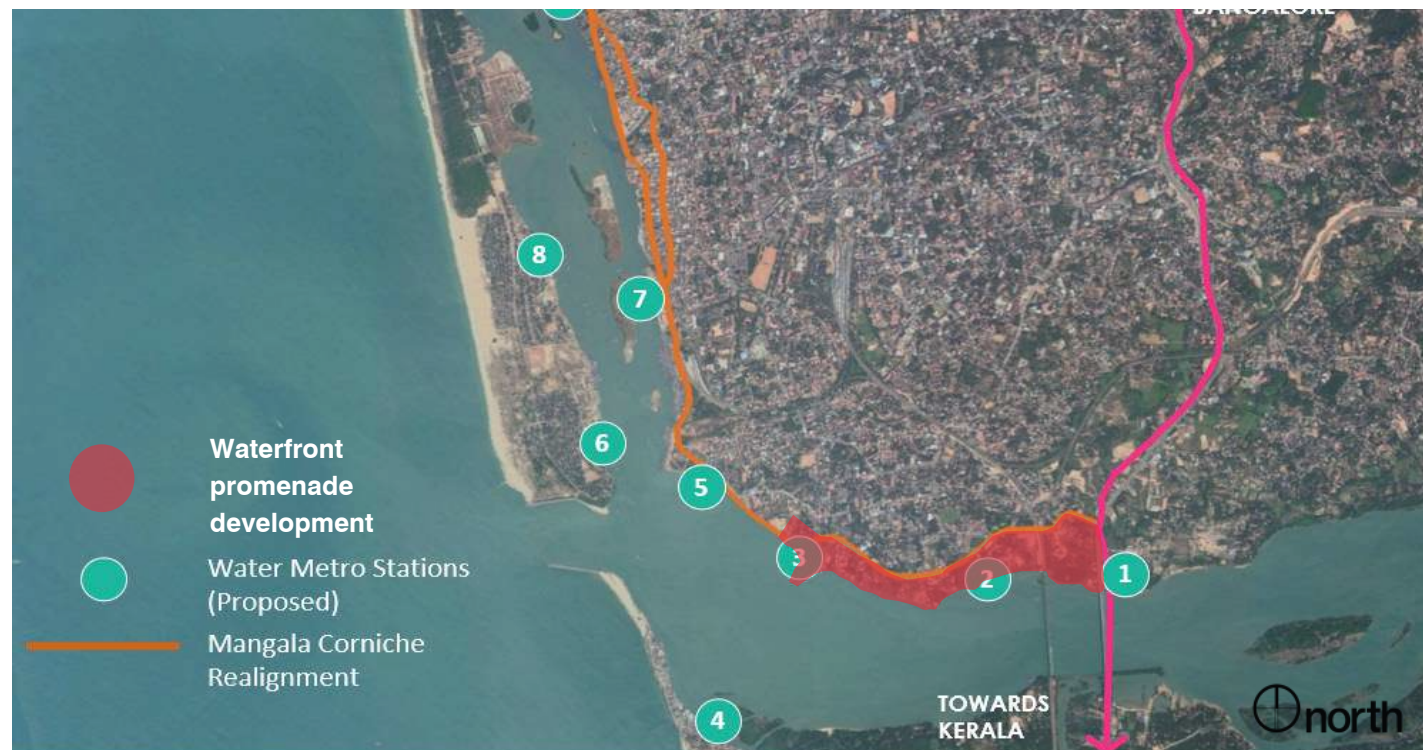 BANGALORE
8
7
6
5
3
2
1
4
Waterfront
promenade
development
Water Metro Stations
(Proposed)
Mangala Corniche
Realignment
TOWARDS
KERALA
north